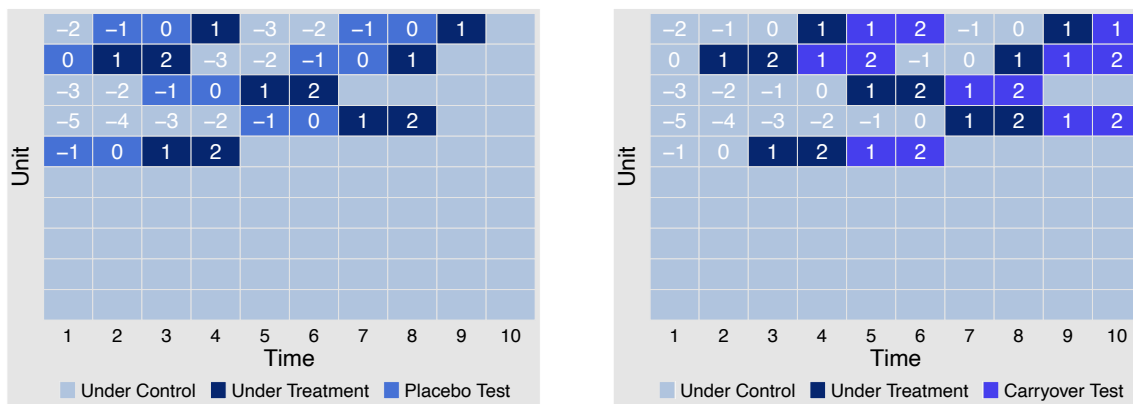 −2 −1 0 1 −3 −2 −1 0 1
0 1 2 −3 −2 −1 0 1
−3 −2 −1 0 1 2
−5 −4 −3 −2 −1 0 1 2
−1 0 1 2
Unit
1 2 3 4 5 6 7 8 9 10
Time
Under Control Under Treatment Placebo Test
−2 −1 0 1 1 2 −1 0 1 1
0 1 2 1 2 −1 0 1 1 2
−3 −2 −1 0 1 2 1 2
−5 −4 −3 −2 −1 0 1 2 1 2
−1 0 1 2 1 2
Unit
1 2 3 4 5 6 7 8 9 10
Time
Under Control Under Treatment Carryover Test